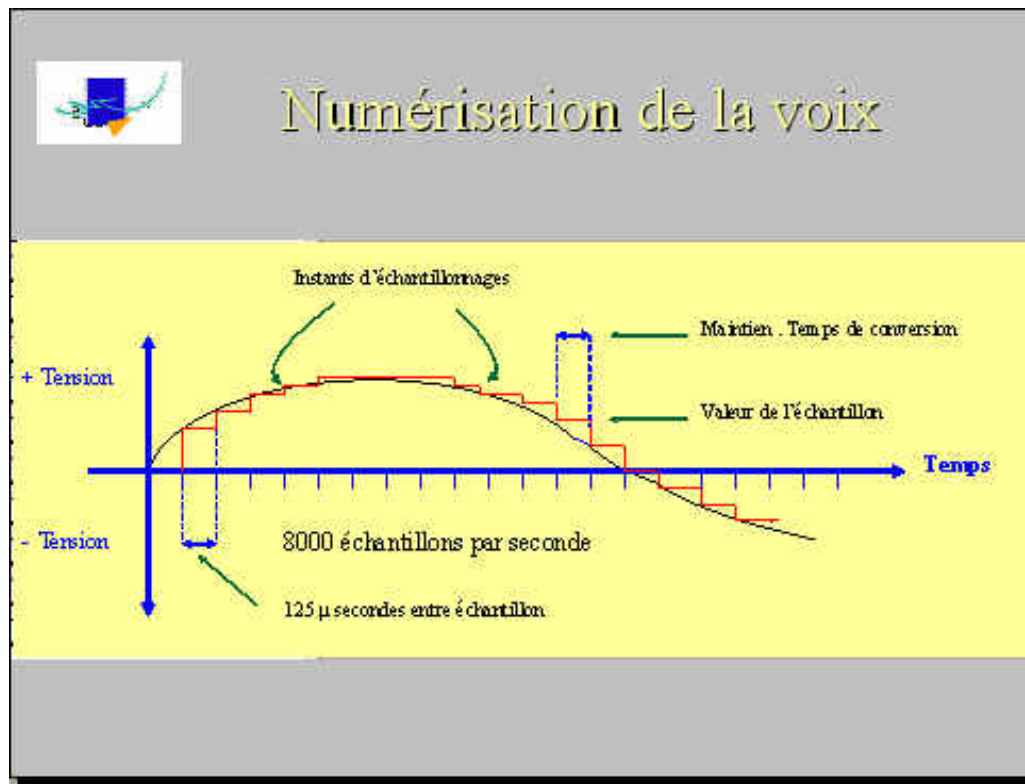 Numérisation de la voix
Instants d'échantillonnages
Maintien . Temps de conversion
+ Tension
Valeur de l'échantillon
Temps
- Tension
8000 échantillons par seconde
125 µ secondes entre échantillon